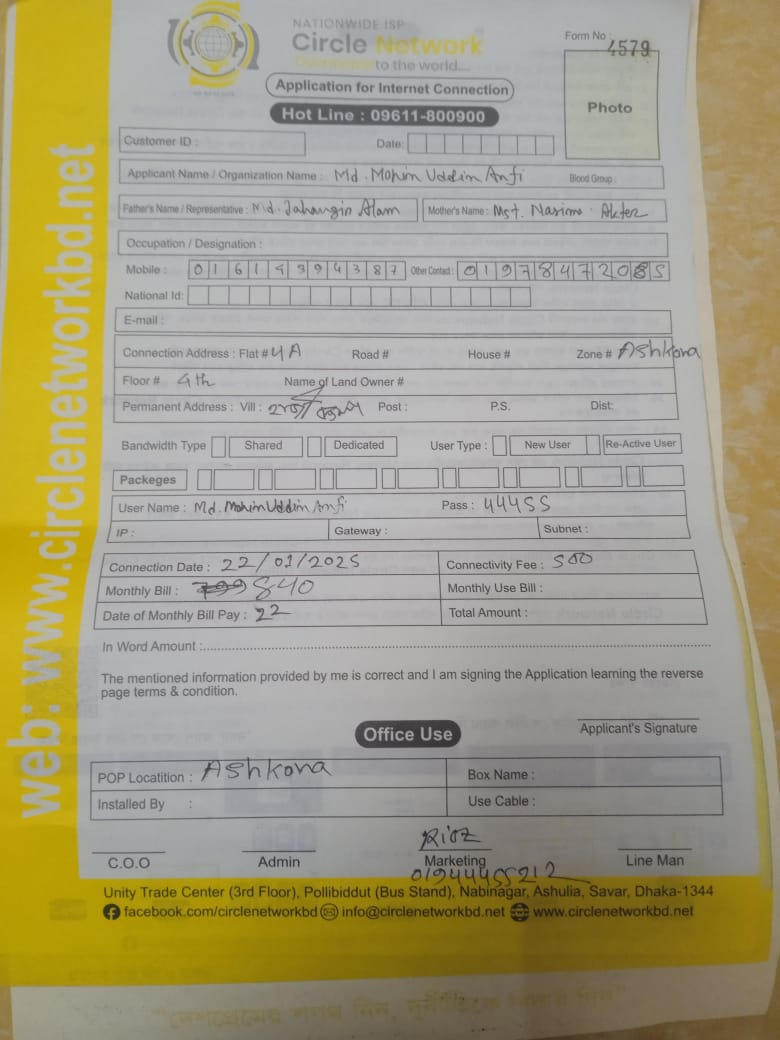 NATIONWIDE ISP
Circle Network
to the world....
Form No : 4579
Application for Internet Connection
Hot Line : 09611-800900
Photo
Customer ID :
Date:
Applicant Name / Organization Name : Md. Mohin Uddin Anfi Blood Group :
Father's Name / Representative : Md. Jahangir Alam Mother's Name : Mst. Nasima Akter
Occupation / Designation :
Mobile : 01619394387 Other Contact : 01978472085
National Id:
E-mail :
Connection Address : Flat # 4A Road # House # Zone # Ashkona
Floor # 4th Name of Land Owner #
Permanent Address : Vill : Post : P.S. Dist:
Bandwidth Type Shared Dedicated User Type : New User Re-Active User
Packeges
User Name : Md. Mohin Uddin Anfi Pass : 44455
IP : Gateway : Subnet :
Connection Date : 22/01/2025 Connectivity Fee : 500
Monthly Bill : 799 840 Monthly Use Bill :
Date of Monthly Bill Pay : 22 Total Amount :
In Word Amount :
The mentioned information provided by me is correct and I am signing the Application learning the reverse
page terms & condition.
Applicant's Signature
Office Use
POP Locatition : Ashkona Box Name :
Installed By : Use Cable :
Riaz
C.O.O Admin Marketing Line Man
01944455212
Unity Trade Center (3rd Floor), Pollibiddut (Bus Stand), Nabinagar, Ashulia, Savar, Dhaka-1344
facebook.com/circlenetworkbd info@circlenetworkbd.net www.circlenetworkbd.net
web: www.circlenetworkbd.net